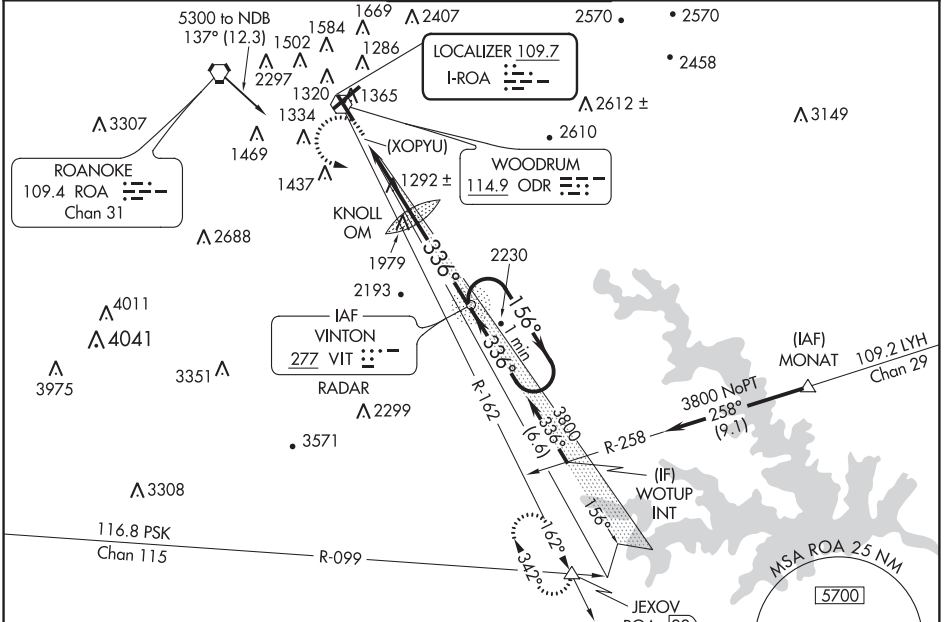 5300 to NDB
137° (12.3)
1669
2407
2570
2570
1584
1502
1286
2297
2458
LOCALIZER 109.7
I-ROA
1320
1365
2612 ±
3149
1334
3307
1469
2610
(XOPYU)
ROANOKE
109.4 ROA
Chan 31
WOODRUM
114.9 ODR
1437
1292 ±
KNOLL
OM
2688
1979
336°
2230
2193
156°
1 min
336°
IAF
VINTON
277 VIT
RADAR
4011
4041
3975
3351
(IAF)
MONAT
109.2 LYH
Chan 29
3800 NoPT
258°
(9.1)
R-162
3800
336°
(6.6)
R-258
2299
3571
(IF)
WOTUP
INT
3308
156°
116.8 PSK
Chan 115
R-099
162°
342°
MSA ROA 25 NM
5700
JEXOV